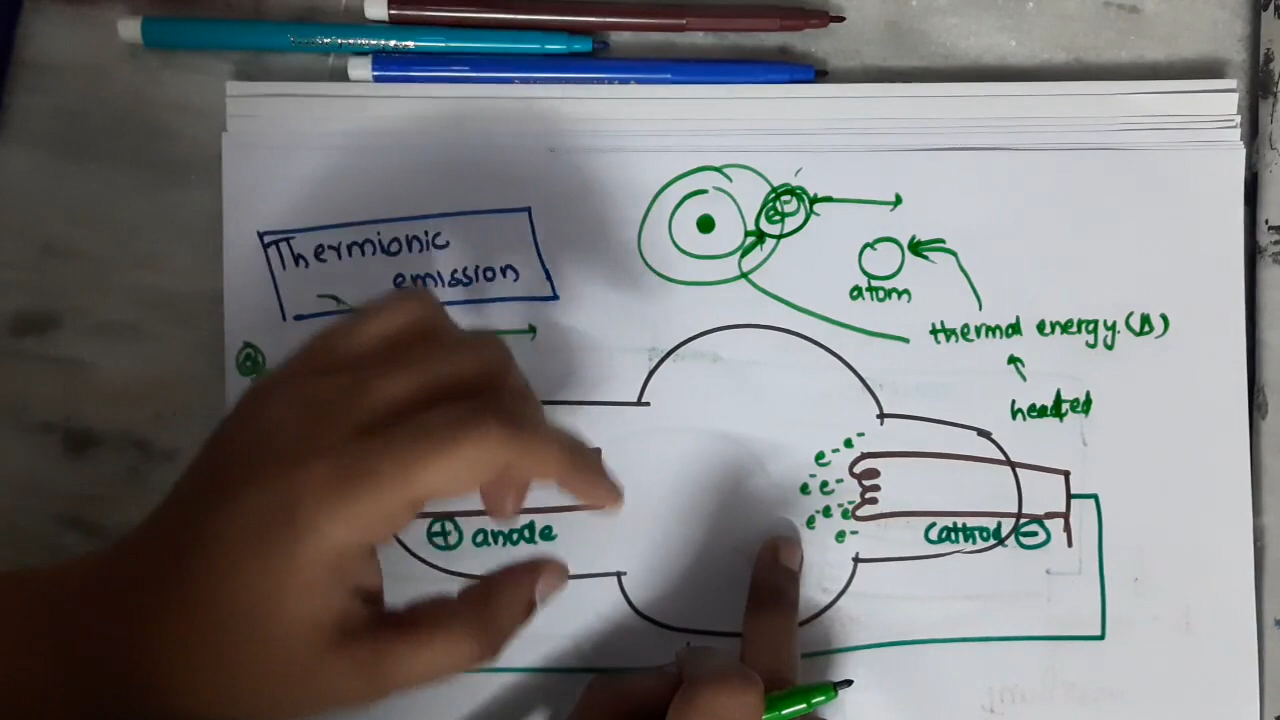 Thermionic
emission
e
atom
thermal energy.(Δ)
heated
e- e-
e- e-
e- e- e-
e-
⊕ anode
Cathod ⊖